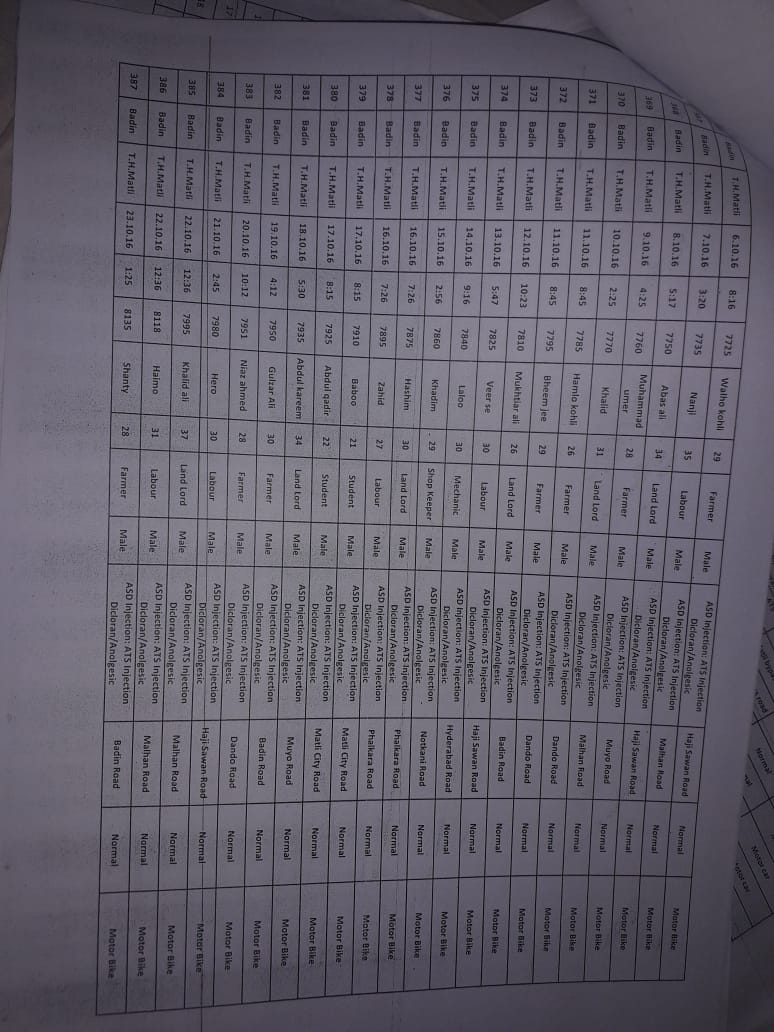 Motor car
Normal
road
Badin T.H.Matli 6.10.16 8:16 7725 Walho kohli 29 Farmer Male ASD Injection: ATS Injection Dicloran/Anolgesic Haji Sawan Road Normal Motor Bike
Badin T.H.Matli 7.10.16 3:20 7735 Nanji 35 Labour Male ASD Injection: ATS Injection Dicloran/Anolgesic Malhan Road Normal Motor Bike
368 Badin T.H.Matli 8.10.16 5:17 7750 Abas ali 34 Land Lord Male ASD Injection: ATS Injection Dicloran/Anolgesic Haji Sawan Road Normal Motor Bike
369 Badin T.H.Matli 9.10.16 4:25 7760 Muhammad umer 28 Farmer Male ASD Injection: ATS Injection Dicloran/Anolgesic Muyo Road Normal Motor Bike
370 Badin T.H.Matli 10.10.16 2:25 7770 Khalid 31 Land Lord Male ASD Injection: ATS Injection Dicloran/Anolgesic Malhan Road Normal Motor Bike
371 Badin T.H.Matli 11.10.16 8:45 7785 Hamlo kohli 26 Farmer Male ASD Injection: ATS Injection Dicloran/Anolgesic Dando Road Normal Motor Bike
372 Badin T.H.Matli 11.10.16 8:45 7795 Bheem jee 29 Farmer Male ASD Injection: ATS Injection Dicloran/Anolgesic Dando Road Normal Motor Bike
373 Badin T.H.Matli 12.10.16 10:23 7810 Mukhtiar ali 26 Land Lord Male ASD Injection: ATS Injection Dicloran/Anolgesic Badin Road Normal Motor Bike
374 Badin T.H.Matli 13.10.16 5:47 7825 Veer se 30 Labour Male ASD Injection: ATS Injection Dicloran/Anolgesic Haji Sawan Road Normal Motor Bike
375 Badin T.H.Matli 14.10.16 9:16 7840 Laloo 30 Mechanic Male ASD Injection: ATS Injection Dicloran/Anolgesic Hyderabad Road Normal Motor Bike
376 Badin T.H.Matli 15.10.16 2:56 7860 Khadim 29 Shop Keeper Male ASD Injection: ATS Injection Dicloran/Anolgesic Notkani Road Normal Motor Bike
377 Badin T.H.Matli 16.10.16 7:26 7875 Hashim 30 Land Lord Male ASD Injection: ATS Injection Dicloran/Anolgesic Phalkara Road Normal Motor Bike
378 Badin T.H.Matli 16.10.16 7:26 7895 Zahid 27 Labour Male ASD Injection: ATS Injection Dicloran/Anolgesic Phalkara Road Normal Motor Bike
379 Badin T.H.Matli 17.10.16 8:15 7910 Baboo 21 Student Male ASD Injection: ATS Injection Dicloran/Anolgesic Matli City Road Normal Motor Bike
380 Badin T.H.Matli 17.10.16 8:15 7925 Abdul qadir 22 Student Male ASD Injection: ATS Injection Dicloran/Anolgesic Matli City Road Normal Motor Bike
381 Badin T.H.Matli 18.10.16 5:30 7935 Abdul kareem 34 Land Lord Male ASD Injection: ATS Injection Dicloran/Anolgesic Muyo Road Normal Motor Bike
382 Badin T.H.Matli 19.10.16 4:12 7950 Gulzar Ali 30 Farmer Male ASD Injection: ATS Injection Dicloran/Anolgesic Badin Road Normal Motor Bike
383 Badin T.H.Matli 20.10.16 10:12 7951 Niaz ahmed 28 Farmer Male ASD Injection: ATS Injection Dicloran/Anolgesic Dando Road Normal Motor Bike
384 Badin T.H.Matli 21.10.16 2:45 7980 Hero 30 Labour Male ASD Injection: ATS Injection Dicloran/Anolgesic Haji Sawan Road Normal Motor Bike
385 Badin T.H.Matli 22.10.16 12:36 7995 Khalid ali 37 Land Lord Male ASD Injection: ATS Injection Dicloran/Anolgesic Malhan Road Normal Motor Bike
386 Badin T.H.Matli 22.10.16 12:36 8118 Halmo 31 Labour Male ASD Injection: ATS Injection Dicloran/Anolgesic Malhan Road Normal Motor Bike
387 Badin T.H.Matli 23.10.16 1:25 8135 Shanty 28 Farmer Male ASD Injection: ATS Injection Dicloran/Anolgesic Badin Road Normal Motor Bike